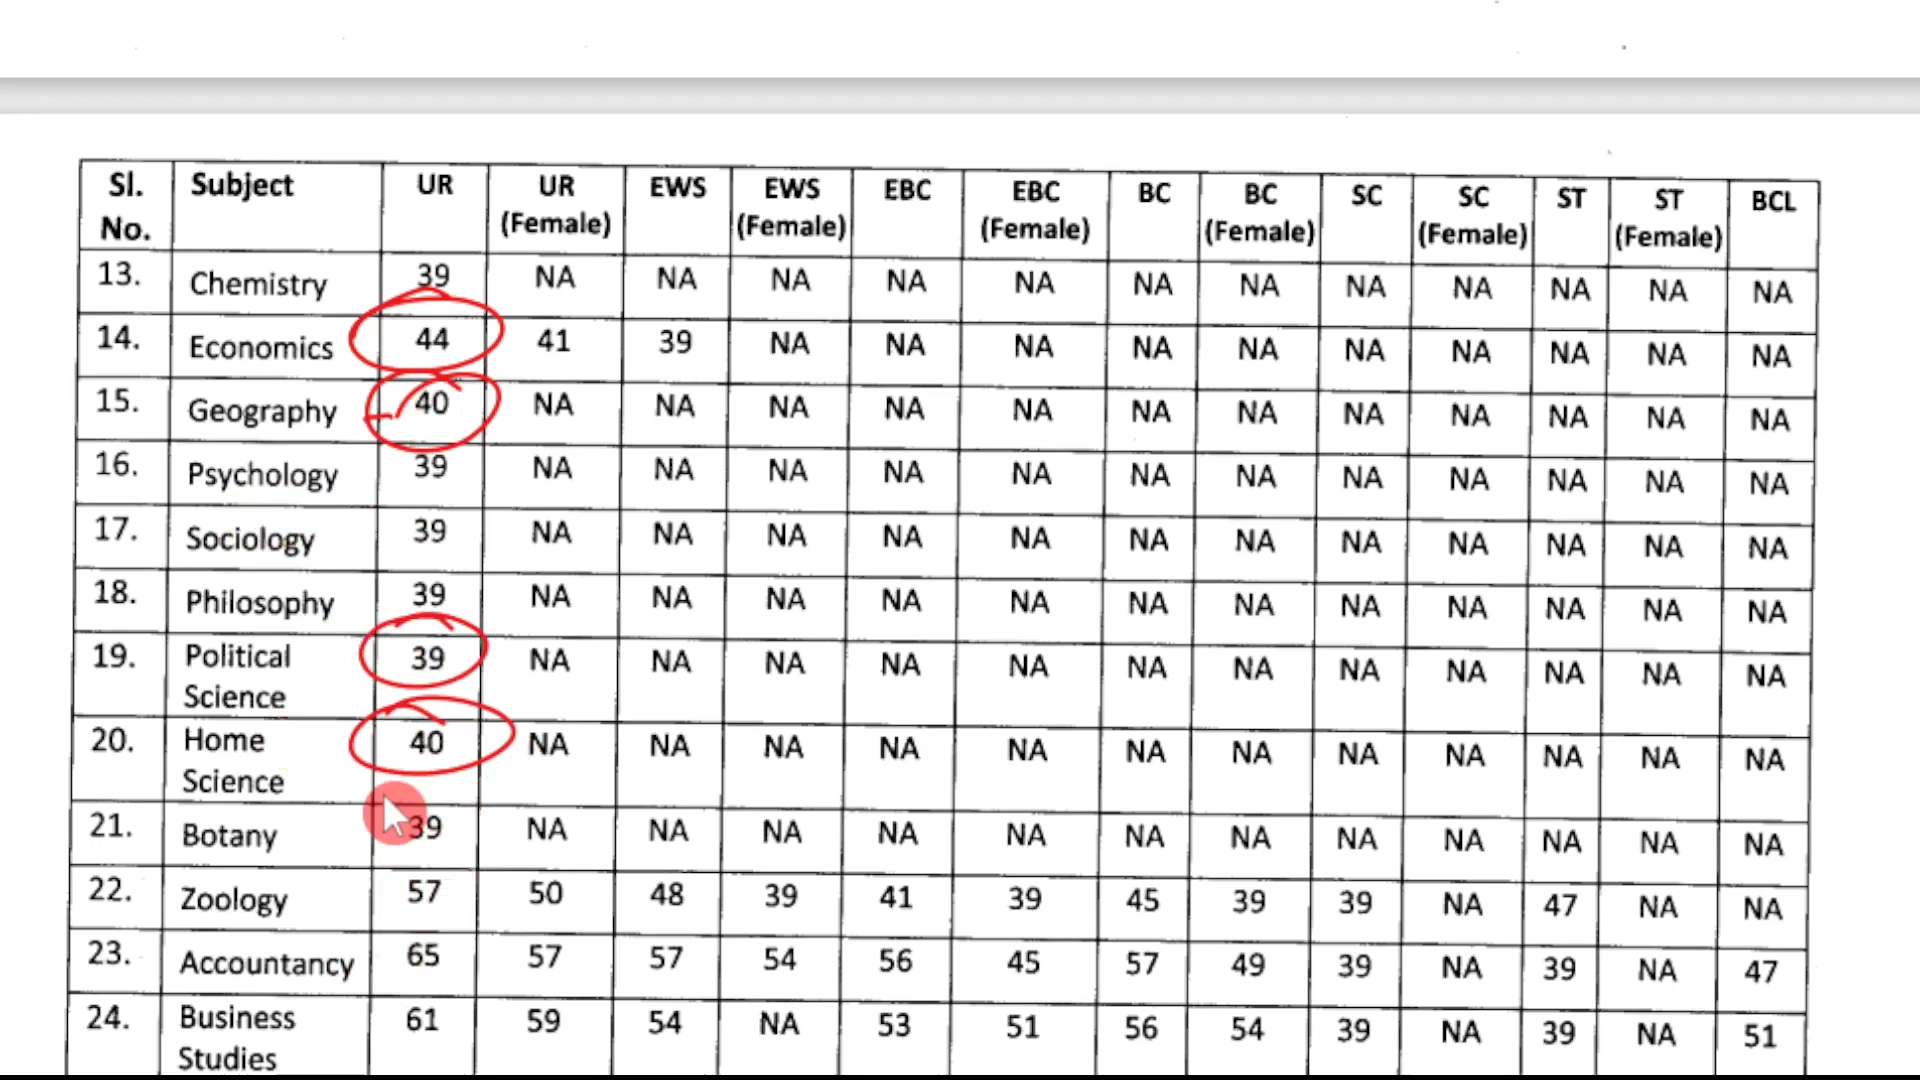 Sl. No. Subject UR UR (Female) EWS EWS (Female) EBC EBC (Female) BC BC (Female) SC SC (Female) ST ST (Female) BCL
13. Chemistry 39 NA NA NA NA NA NA NA NA NA NA NA NA
14. Economics 44 41 39 NA NA NA NA NA NA NA NA NA NA
15. Geography 40 NA NA NA NA NA NA NA NA NA NA NA NA
16. Psychology 39 NA NA NA NA NA NA NA NA NA NA NA NA
17. Sociology 39 NA NA NA NA NA NA NA NA NA NA NA NA
18. Philosophy 39 NA NA NA NA NA NA NA NA NA NA NA NA
19. Political Science 39 NA NA NA NA NA NA NA NA NA NA NA NA
20. Home Science 40 NA NA NA NA NA NA NA NA NA NA NA NA
21. Botany 39 NA NA NA NA NA NA NA NA NA NA NA NA
22. Zoology 57 50 48 39 41 39 45 39 39 NA 47 NA NA
23. Accountancy 65 57 57 54 56 45 57 49 39 NA 39 NA 47
24. Business Studies 61 59 54 NA 53 51 56 54 39 NA 39 NA 51